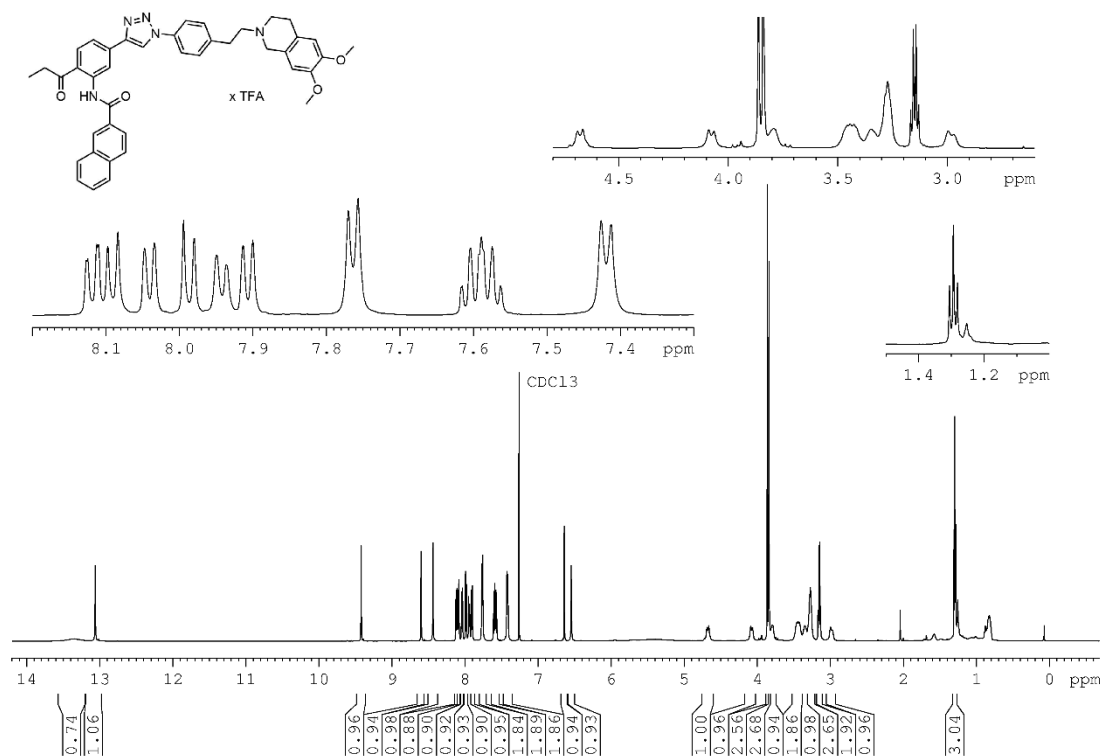 N=N
N
N
O
O
O
HN
O
x TFA
4.5 4.0 3.5 3.0 ppm
8.1 8.0 7.9 7.8 7.7 7.6 7.5 7.4 ppm
1.4 1.2 ppm
CDCl3
14 13 12 11 10 9 8 7 6 5 4 3 2 1 0 ppm
0.74 1.06 0.96 0.94 0.98 0.88 0.90 0.92 0.93 0.90 0.95 1.84 1.89 1.86 0.94 0.93 1.00 0.96 2.56 2.68 0.94 1.86 0.98 2.65 1.92 0.96 3.04